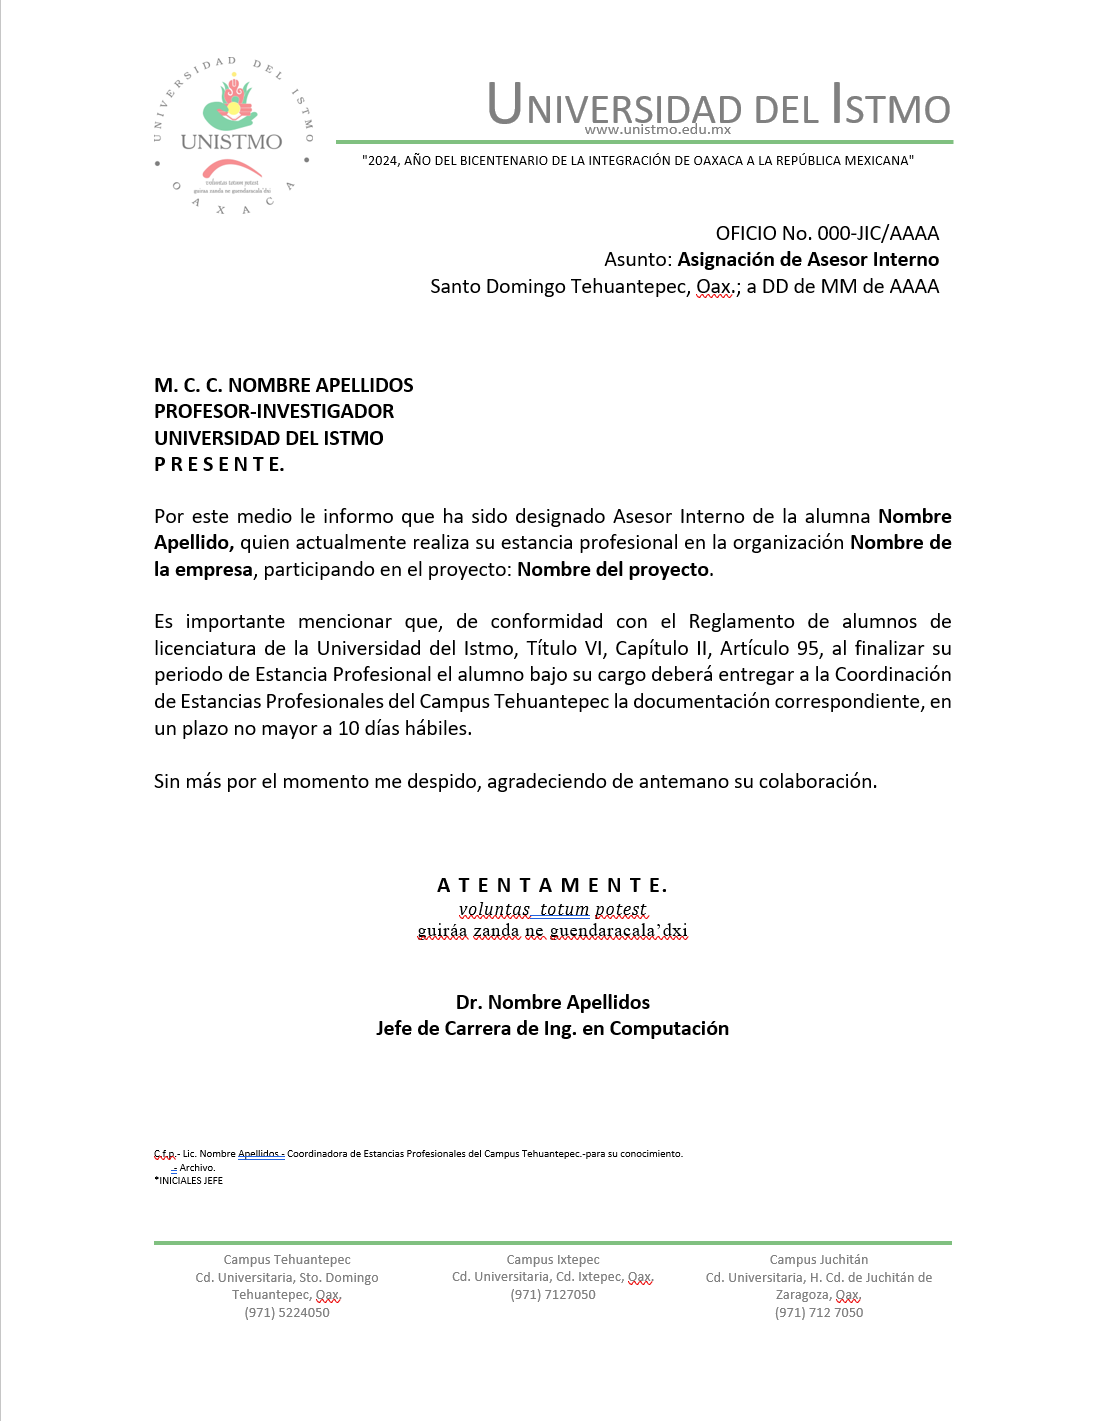 UNIVERSIDAD DEL ISTMO
UNISTMO
voluntas totum potest
guiraa zanda ne guendaracala'dxi
OAXACA
UNIVERSIDAD DEL ISTMO
www.unistmo.edu.mx
"2024, AÑO DEL BICENTENARIO DE LA INTEGRACIÓN DE OAXACA A LA REPÚBLICA MEXICANA"
OFICIO No. 000-JIC/AAAA
Asunto: Asignación de Asesor Interno
Santo Domingo Tehuantepec, Oax.; a DD de MM de AAAA
M. C. C. NOMBRE APELLIDOS
PROFESOR-INVESTIGADOR
UNIVERSIDAD DEL ISTMO
P R E S E N T E.
Por este medio le informo que ha sido designado Asesor Interno de la alumna Nombre
Apellido, quien actualmente realiza su estancia profesional en la organización Nombre de
la empresa, participando en el proyecto: Nombre del proyecto.
Es importante mencionar que, de conformidad con el Reglamento de alumnos de
licenciatura de la Universidad del Istmo, Título VI, Capítulo II, Artículo 95, al finalizar su
periodo de Estancia Profesional el alumno bajo su cargo deberá entregar a la Coordinación
de Estancias Profesionales del Campus Tehuantepec la documentación correspondiente, en
un plazo no mayor a 10 días hábiles.
Sin más por el momento me despido, agradeciendo de antemano su colaboración.
A T E N T A M E N T E.
voluntas totum potest
guiráa zanda ne guendaracala'dxi
Dr. Nombre Apellidos
Jefe de Carrera de Ing. en Computación
C.f.p.- Lic. Nombre Apellidos.- Coordinadora de Estancias Profesionales del Campus Tehuantepec.-para su conocimiento.
.- Archivo.
*INICIALES JEFE
Campus Tehuantepec
Cd. Universitaria, Sto. Domingo
Tehuantepec, Oax.
(971) 5224050
Campus Ixtepec
Cd. Universitaria, Cd. Ixtepec, Oax.
(971) 7127050
Campus Juchitán
Cd. Universitaria, H. Cd. de Juchitán de
Zaragoza, Oax.
(971) 712 7050